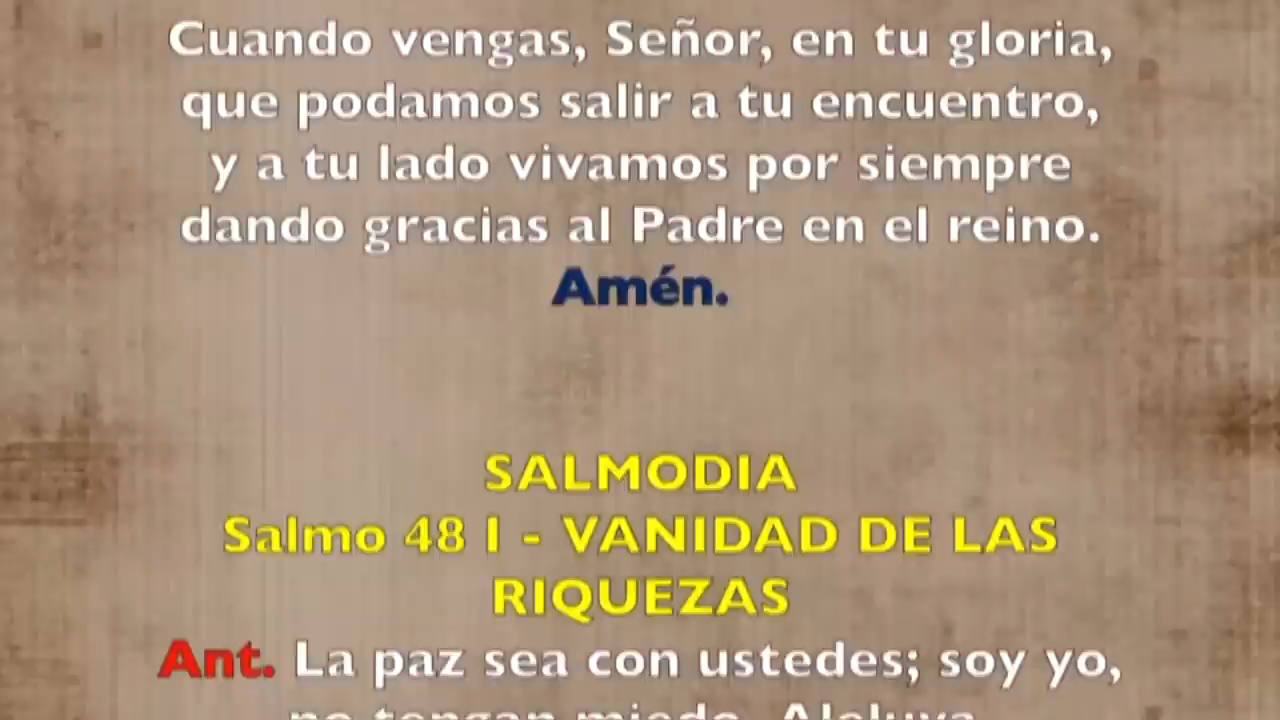 Cuando vengas, Señor, en tu gloria,
que podamos salir a tu encuentro,
y a tu lado vivamos por siempre
dando gracias al Padre en el reino.
Amén.
SALMODIA
Salmo 48 I - VANIDAD DE LAS
RIQUEZAS
Ant. La paz sea con ustedes; soy yo,
no tengan miedo. Aleluya.